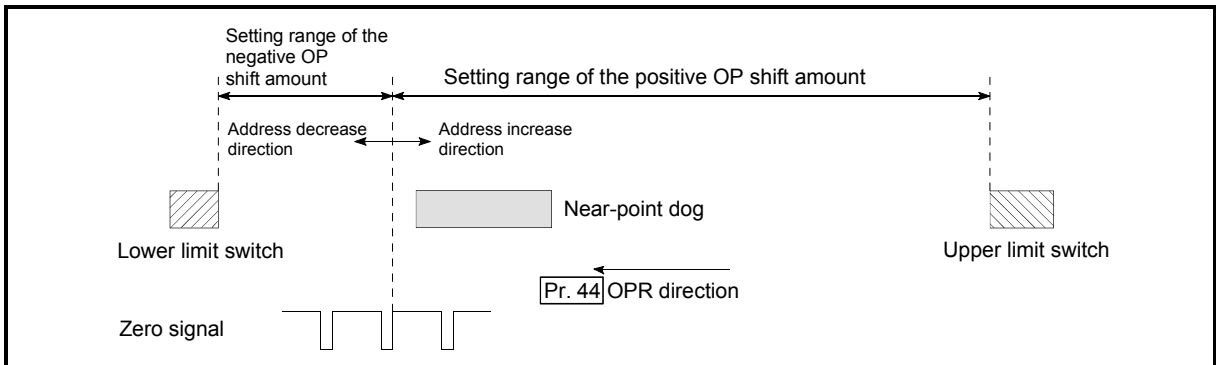 Setting range of the
negative OP
shift amount
Setting range of the positive OP shift amount
Address decrease
direction
Address increase
direction
Near-point dog
Lower limit switch
Upper limit switch
Pr. 44 OPR direction
Zero signal